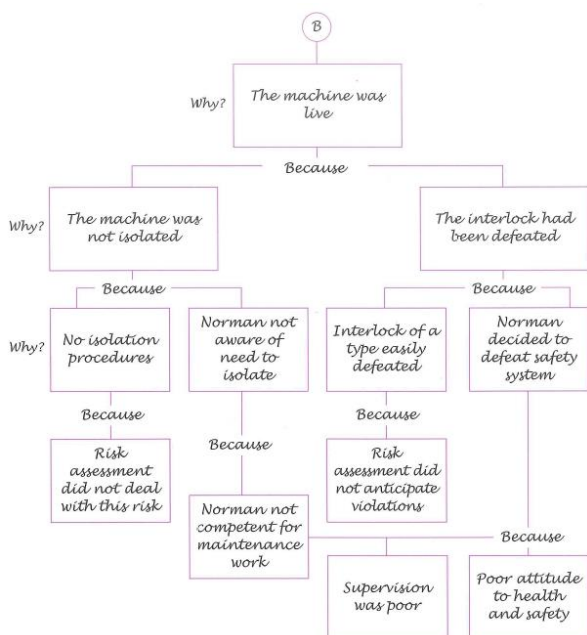 B
Why?
The machine was
live
Because
Why?
The machine was
not isolated
The interlock had
been defeated
Because
Because
Why?
No isolation
procedures
Norman not
aware of
need to
isolate
Interlock of a
type easily
defeated
Norman
decided to
defeat safety
system
Because
Because
Because
Risk
assessment
did not deal
with this risk
Risk
assessment did
not anticipate
violations
Norman not
competent for
maintenance
work
Because
Supervision
was poor
Poor attitude
to health
and safety